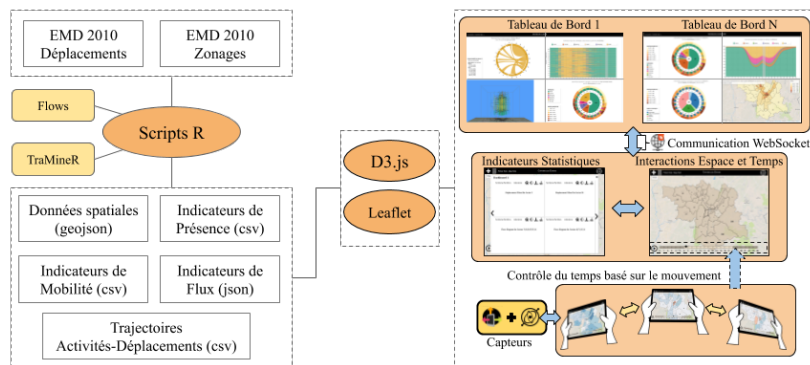 EMD 2010
Déplacements
EMD 2010
Zonages
Flows
TraMineR
Scripts R
Données spatiales
(geojson)
Indicateurs de
Présence (csv)
Indicateurs de
Mobilité (csv)
Indicateurs de
Flux (json)
Trajectoires
Activités-Déplacements (csv)
D3.js
Leaflet
Tableau de Bord 1
Tableau de Bord N
Communication WebSocket
Indicateurs Statistiques
Interactions Espace et Temps
Contrôle du temps basé sur le mouvement
Capteurs